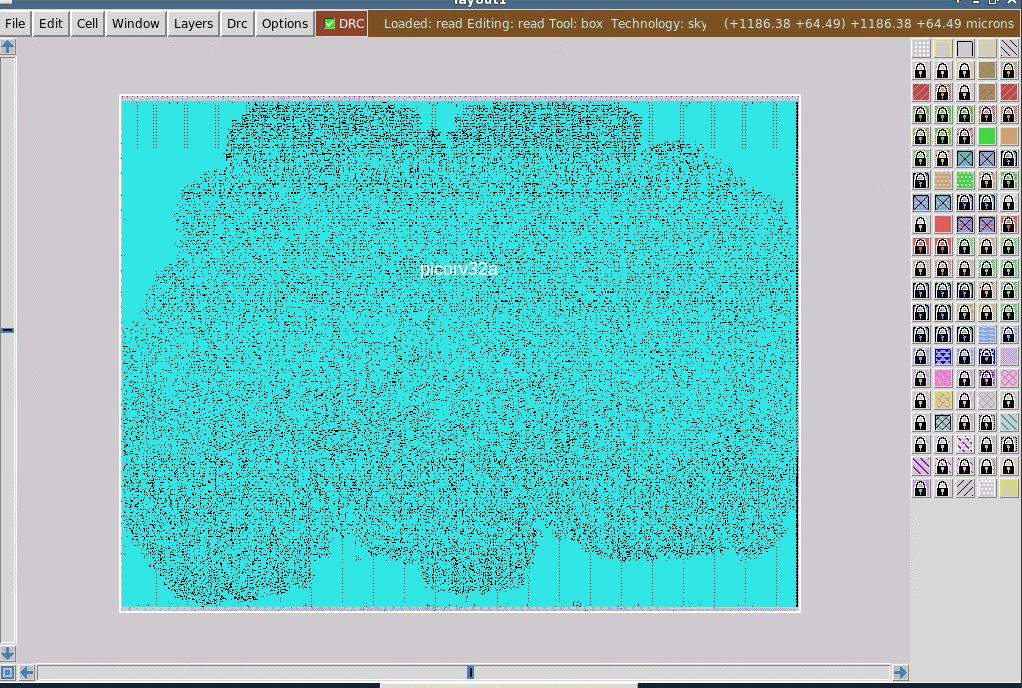 layout1
File Edit Cell Window Layers Drc Options DRC Loaded: read Editing: read Tool: box Technology: sky (+1186.38 +64.49) +1186.38 +64.49 microns
picorv32a